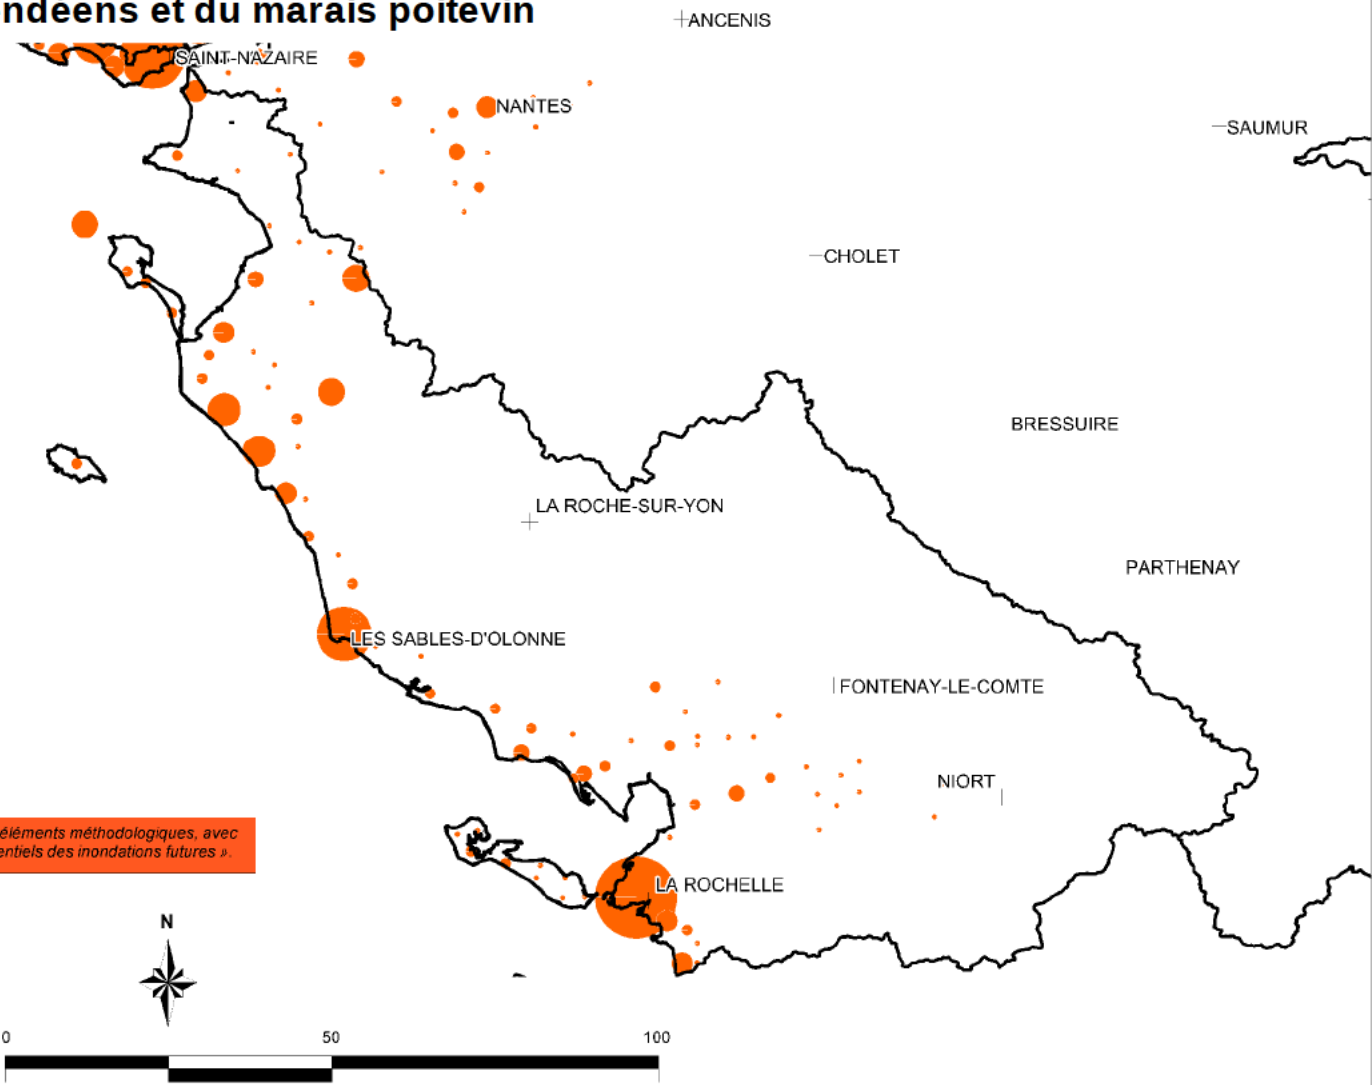 ndéens et du marais poitevin
ANCENIS
SAINT-NAZAIRE
NANTES
SAUMUR
CHOLET
BRESSUIRE
LA ROCHE-SUR-YON
PARTHENAY
LES SABLES-D'OLONNE
FONTENAY-LE-COMTE
NIORT
éléments méthodologiques, avec
entiels des inondations futures ».
LA ROCHELLE
N
0 50 100